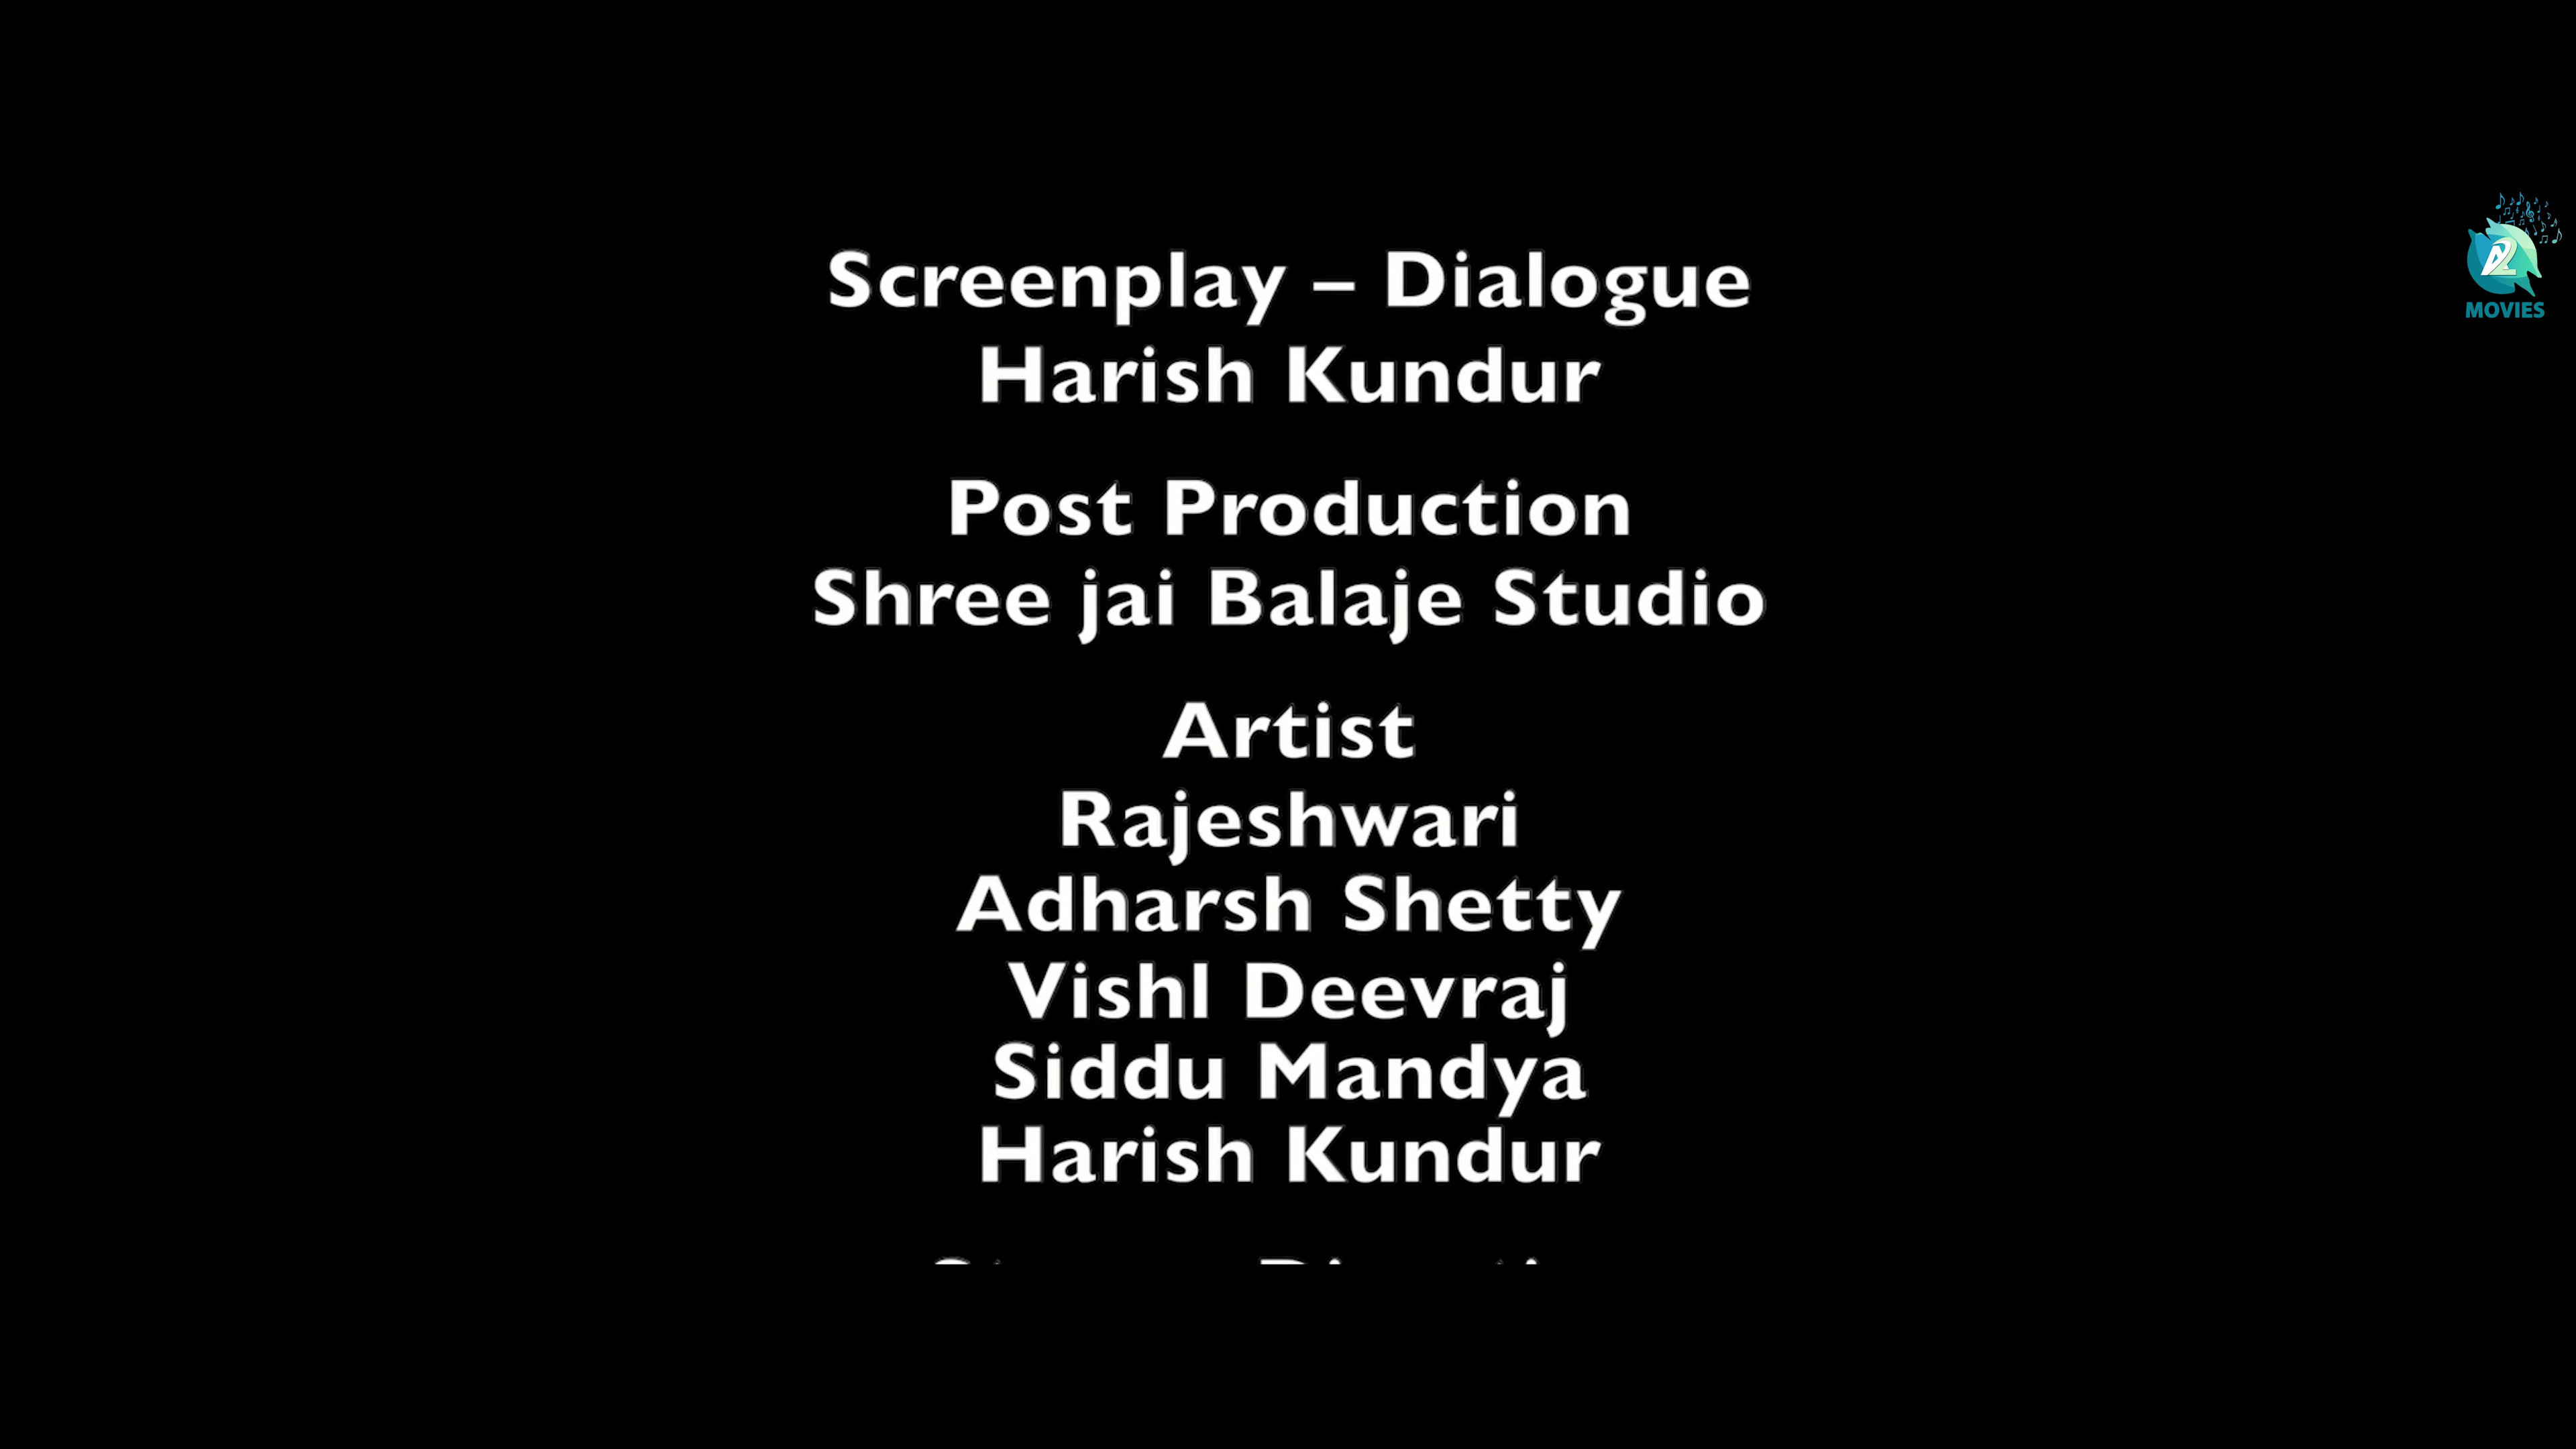 Screenplay – Dialogue
Harish Kundur
Post Production
Shree jai Balaje Studio
Artist
Rajeshwari
Adharsh Shetty
Vishl Deevraj
Siddu Mandya
Harish Kundur
A2
MOVIES